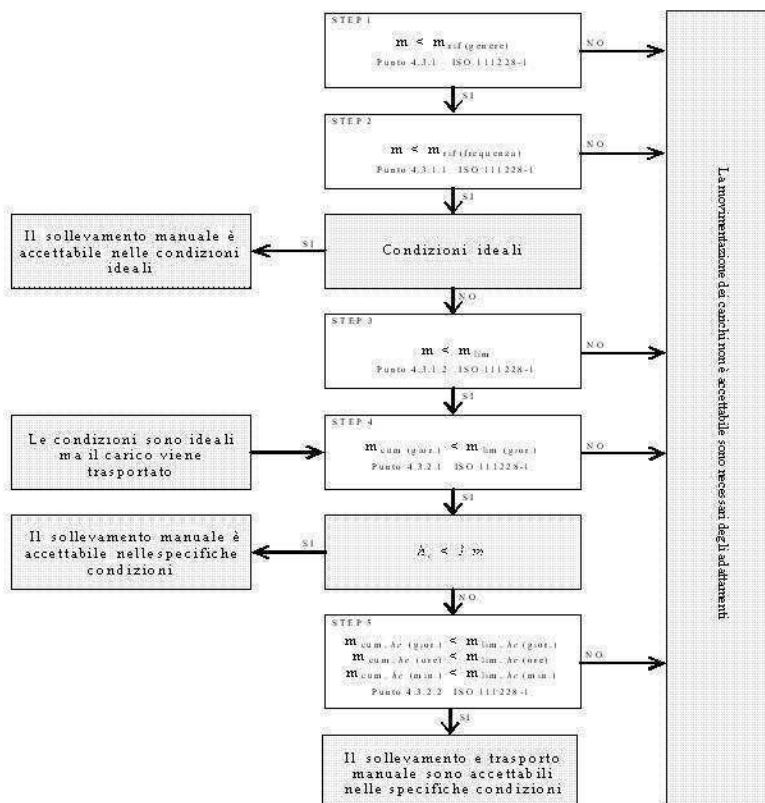 STEP 1
m < m rif (genere)
Punto 4.3.1 ISO 111228-1
NO
SI
STEP 2
m < m rif (frequenza)
Punto 4.3.1.1 ISO 111228-1
NO
SI
Il sollevamento manuale è
accettabile nelle condizioni
ideali
SI
Condizioni ideali
NO
STEP 3
m < m lim
Punto 4.3.1.2 ISO 111228-1
NO
SI
Le condizioni sono ideali
ma il carico viene
trasportato
STEP 4
m cum (gior.) < m lim (gior.)
Punto 4.3.2.1 ISO 111228-1
NO
SI
Il sollevamento manuale è
accettabile nelle specifiche
condizioni
SI
< 3 m
NO
STEP 5
m cum. hc (gior.) < m lim. hc (gior.)
m cum. hc (ore) < m lim. hc (ore)
m cum. hc (min.) < m lim. hc (min.)
Punto 4.3.2.2 ISO 111228-1
NO
SI
Il sollevamento e trasporto
manuale sono accettabili
nelle specifiche condizioni
La movimentazione dei carichi non è accettabile sono necessari degli adattamenti